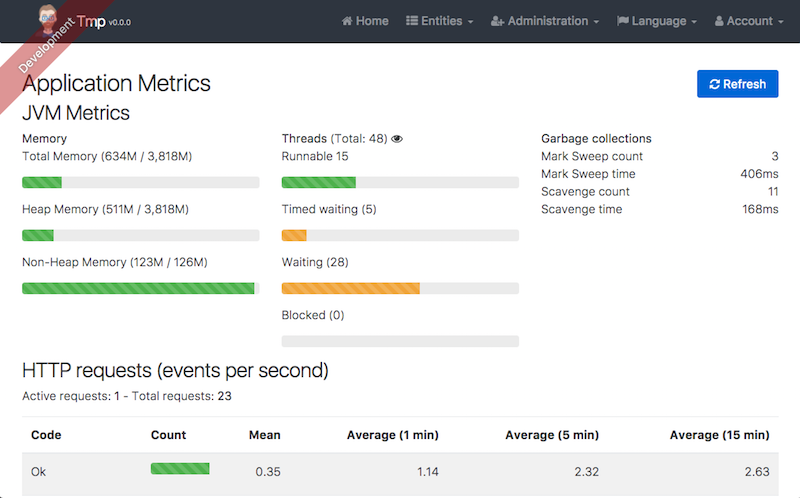 Development
Tmp v0.0.0
Home
Entities
Administration
Language
Account
Application Metrics
Refresh
JVM Metrics
Memory
Total Memory (634M / 3,818M)
Heap Memory (511M / 3,818M)
Non-Heap Memory (123M / 126M)
Threads (Total: 48)
Runnable 15
Timed waiting (5)
Waiting (28)
Blocked (0)
Garbage collections
Mark Sweep count 3
Mark Sweep time 406ms
Scavenge count 11
Scavenge time 168ms
HTTP requests (events per second)
Active requests: 1 - Total requests: 23
Code Count Mean Average (1 min) Average (5 min) Average (15 min)
Ok 0.35 1.14 2.32 2.63